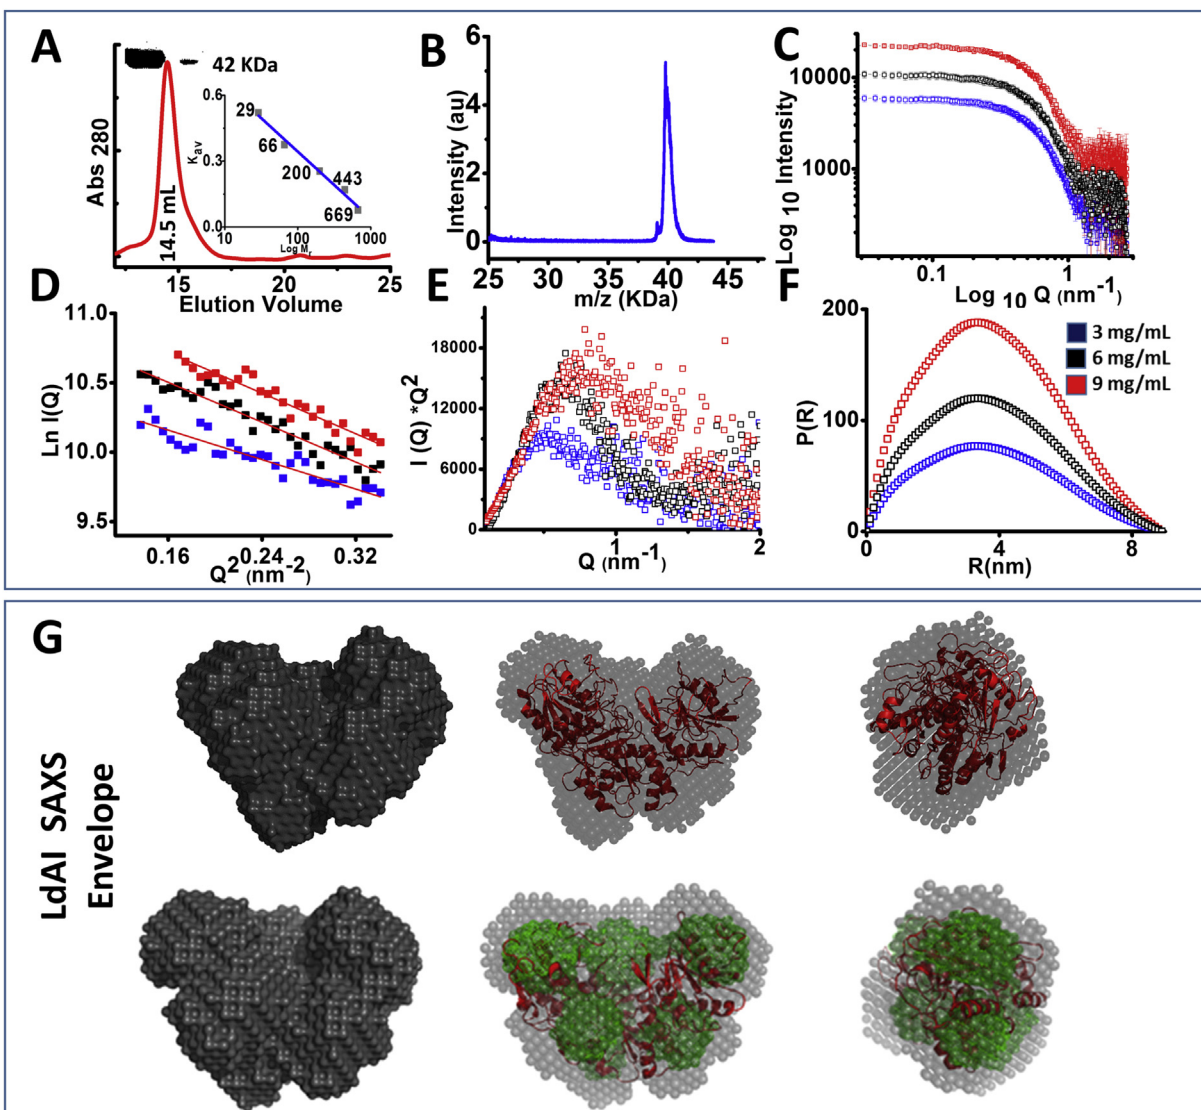 A
42 KDa
0.6
0.3
0.0
Kav
29
66
200
443
669
10
100
1000
Log Mr
Abs 280
14.5 mL
15
20
25
Elution Volume
B
6
4
2
0
Intensity (au)
25
30
35
40
45
m/z (KDa)
C
10000
1000
Log 10 Intensity
0.1
1
Log 10 Q (nm-1)
D
11.0
10.5
10.0
9.5
Ln I(Q)
0.16
0.24
0.32
Q2 (nm-2)
E
18000
14000
12000
6000
0
I (Q) *Q2
1
2
Q (nm-1)
F
200
100
0
P(R)
0
4
8
R(nm)
3 mg/mL
6 mg/mL
9 mg/mL
G
LdAI SAXS
Envelope